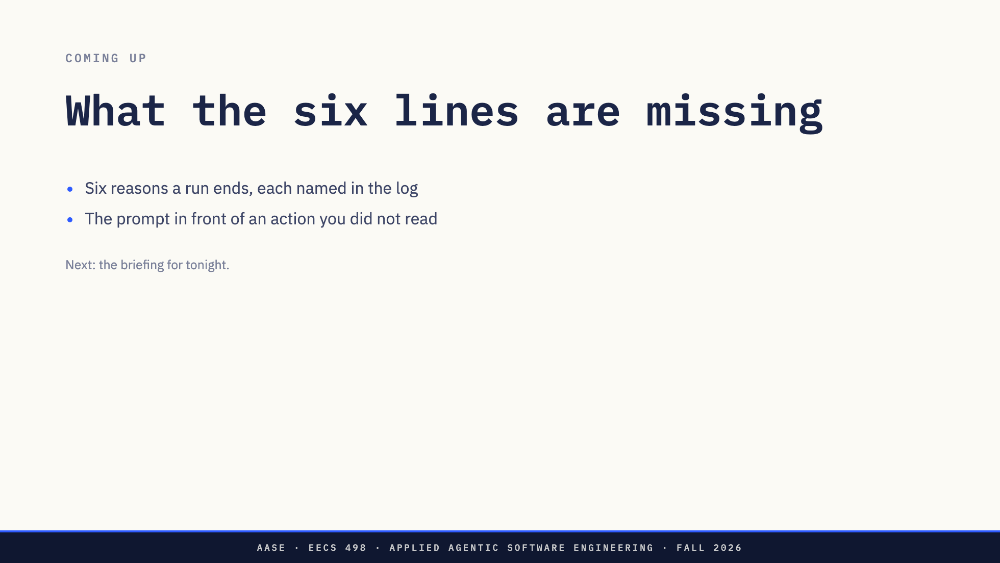 COMING UP
What the six lines are missing
• Six reasons a run ends, each named in the log
• The prompt in front of an action you did not read
Next: the briefing for tonight.
AASE · EECS 498 · APPLIED AGENTIC SOFTWARE ENGINEERING · FALL 2026